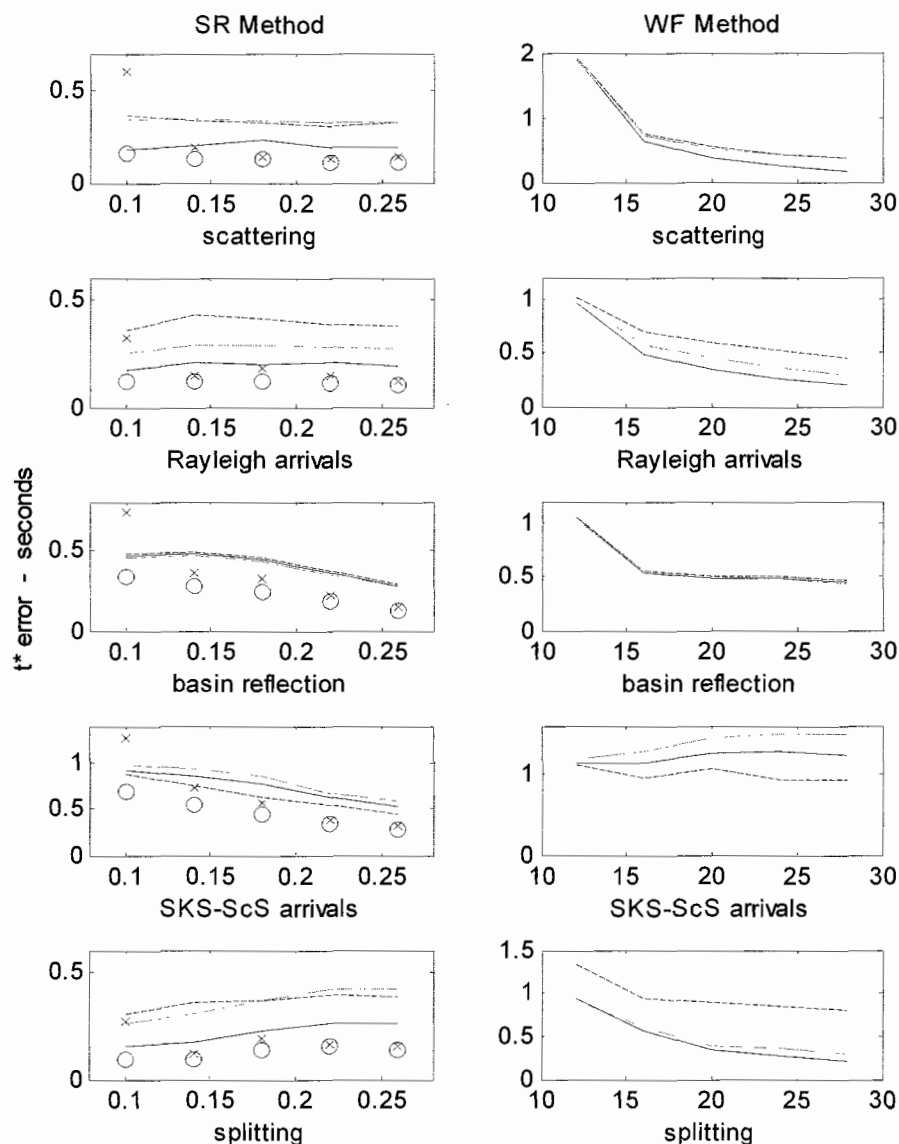 SR Method
WF Method
0.5
0
0.1 0.15 0.2 0.25
scattering
2
1
0
10 15 20 25 30
scattering
0.5
0
0.1 0.15 0.2 0.25
Rayleigh arrivals
1
0.5
0
10 15 20 25 30
Rayleigh arrivals
t* error - seconds
0.5
0
0.1 0.15 0.2 0.25
basin reflection
1
0.5
0
10 15 20 25 30
basin reflection
1
0.5
0
0.1 0.15 0.2 0.25
SKS-ScS arrivals
1
0
10 15 20 25 30
SKS-ScS arrivals
0.5
0
0.1 0.15 0.2 0.25
splitting
1.5
1
0.5
0
10 15 20 25 30
splitting